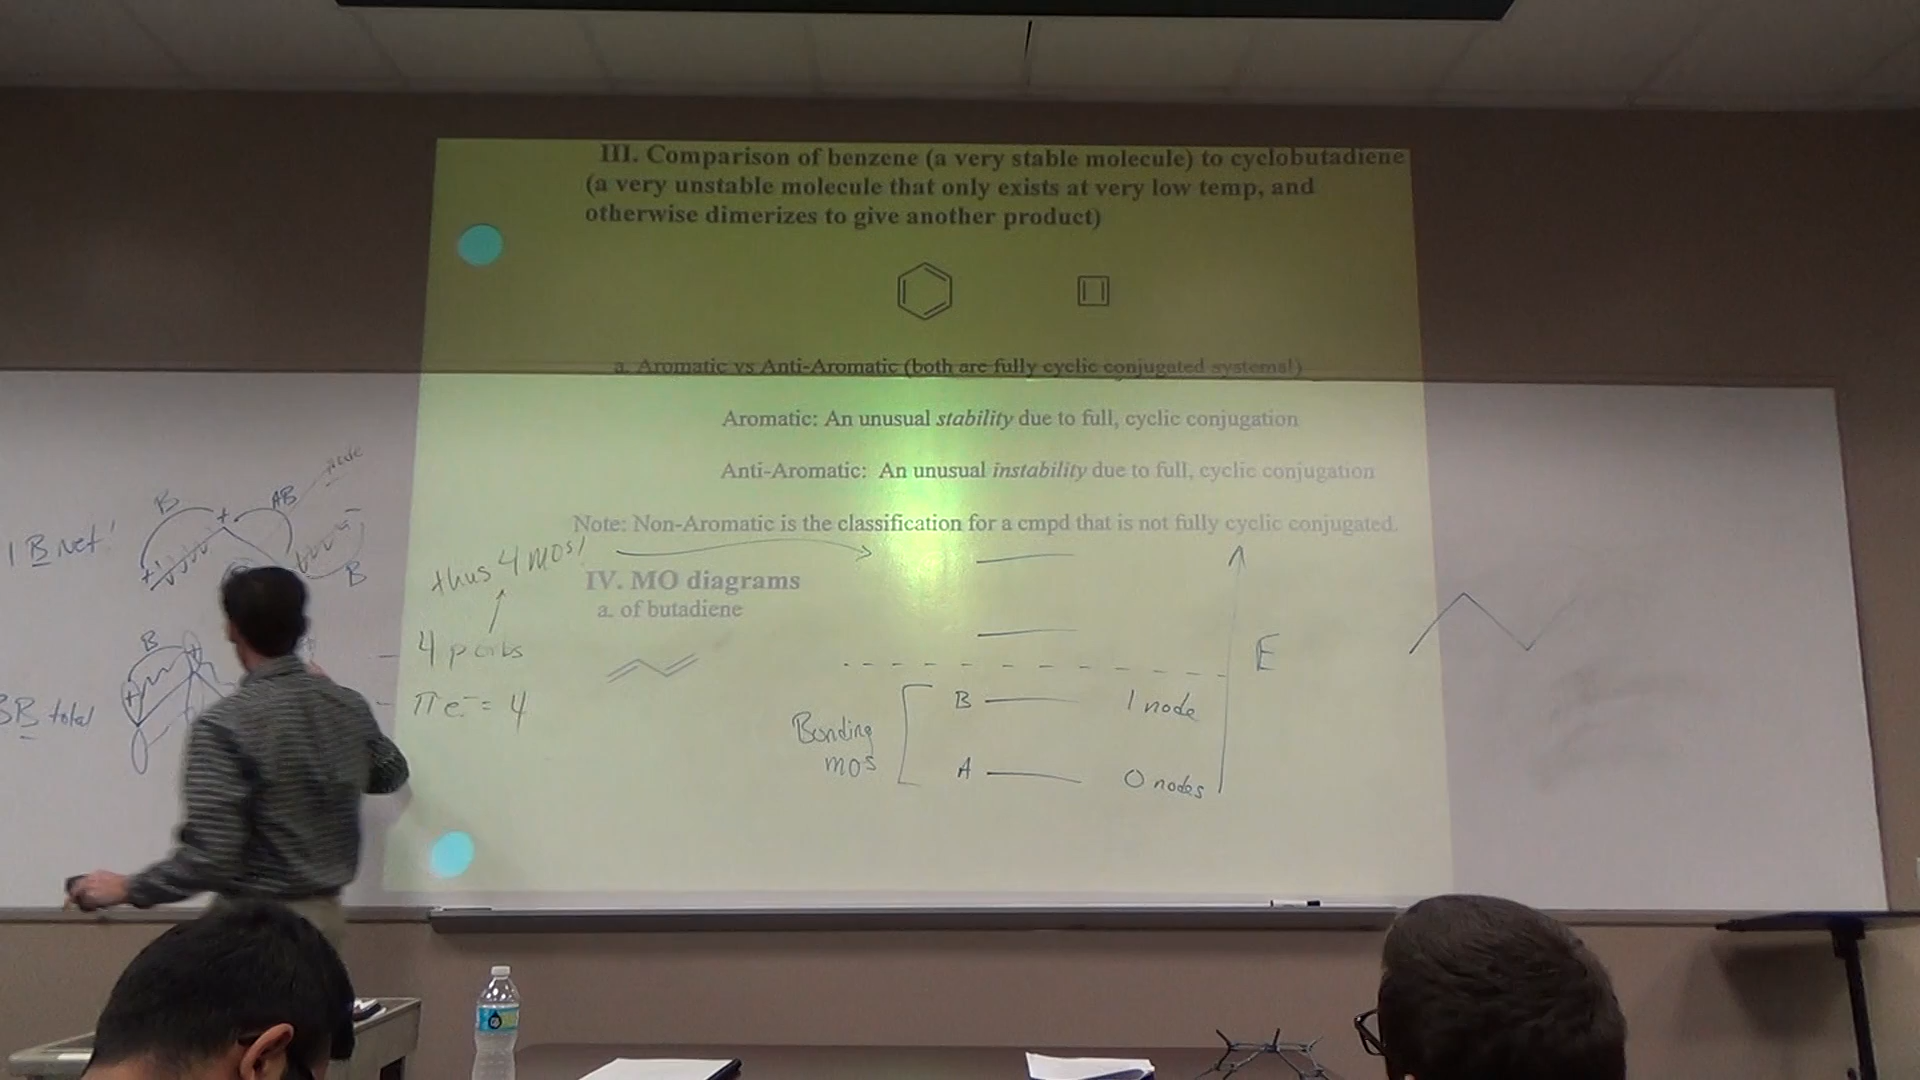 III. Comparison of benzene (a very stable molecule) to cyclobutadiene
(a very unstable molecule that only exists at very low temp, and
otherwise dimerizes to give another product)
a. Aromatic vs Anti-Aromatic (both are fully cyclic conjugated systems!)
Aromatic: An unusual stability due to full, cyclic conjugation
Anti-Aromatic: An unusual instability due to full, cyclic conjugation
Note: Non-Aromatic is the classification for a cmpd that is not fully cyclic conjugated.
IV. MO diagrams
a. of butadiene
thus 4 mos!
4 p orbs
πe⁻ = 4
Bonding
mos
B
1 node
A
0 nodes
E
node
B
+
AB
-
1 B net!
+
B
B
+
+
3B total